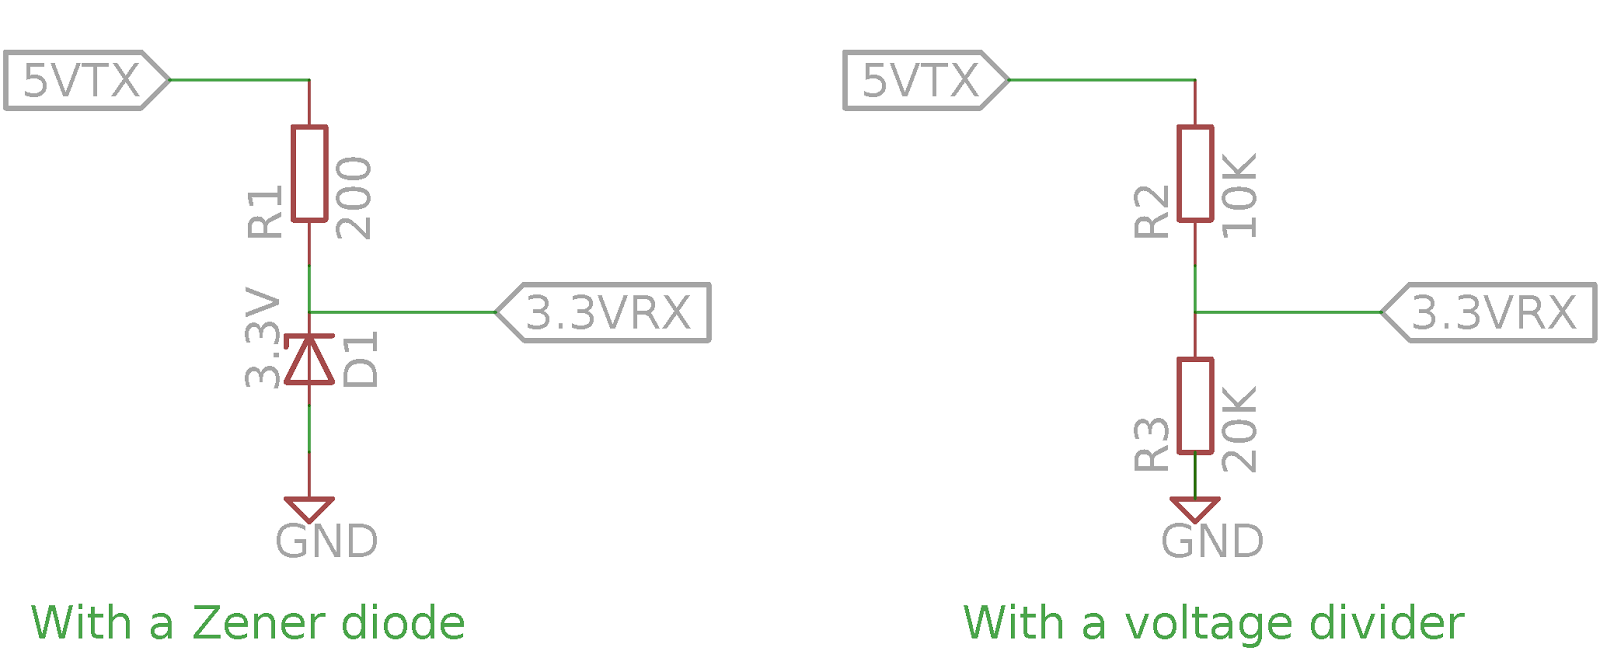 5VTX
R1
200
3.3VRX
3.3V
D1
GND
With a Zener diode
5VTX
R2
10K
3.3VRX
R3
20K
GND
With a voltage divider